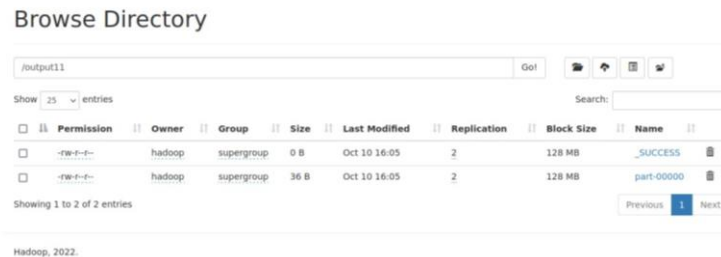 Browse Directory
/output11 Go!
Show 25 entries Search:
Permission Owner Group Size Last Modified Replication Block Size Name
-rw-r--r-- hadoop supergroup 0 B Oct 10 16:05 2 128 MB _SUCCESS
-rw-r--r-- hadoop supergroup 36 B Oct 10 16:05 2 128 MB part-00000
Showing 1 to 2 of 2 entries Previous 1 Next
Hadoop, 2022.